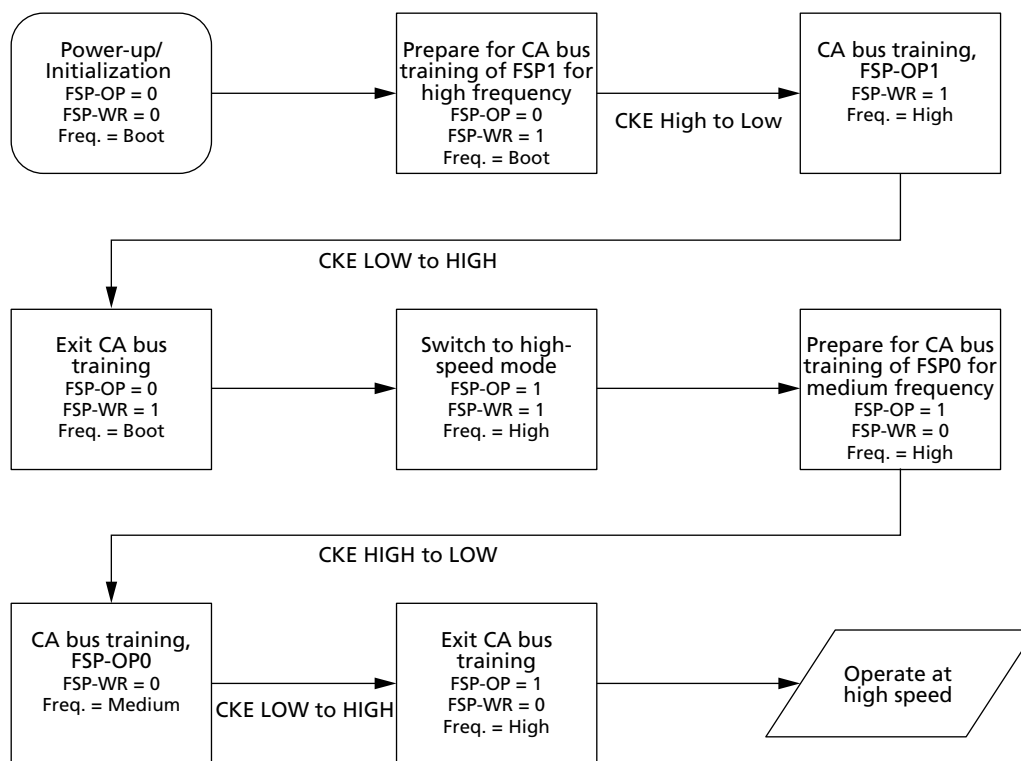 Power-up/
Initialization
FSP-OP = 0
FSP-WR = 0
Freq. = Boot
Prepare for CA bus
training of FSP1 for
high frequency
FSP-OP = 0
FSP-WR = 1
Freq. = Boot
CKE High to Low
CA bus training,
FSP-OP1
FSP-WR = 1
Freq. = High
CKE LOW to HIGH
Exit CA bus
training
FSP-OP = 0
FSP-WR = 1
Freq. = Boot
Switch to high-
speed mode
FSP-OP = 1
FSP-WR = 1
Freq. = High
Prepare for CA bus
training of FSP0 for
medium frequency
FSP-OP = 1
FSP-WR = 0
Freq. = High
CKE HIGH to LOW
CA bus training,
FSP-OP0
FSP-WR = 0
Freq. = Medium
CKE LOW to HIGH
Exit CA bus
training
FSP-OP = 1
FSP-WR = 0
Freq. = High
Operate at
high speed